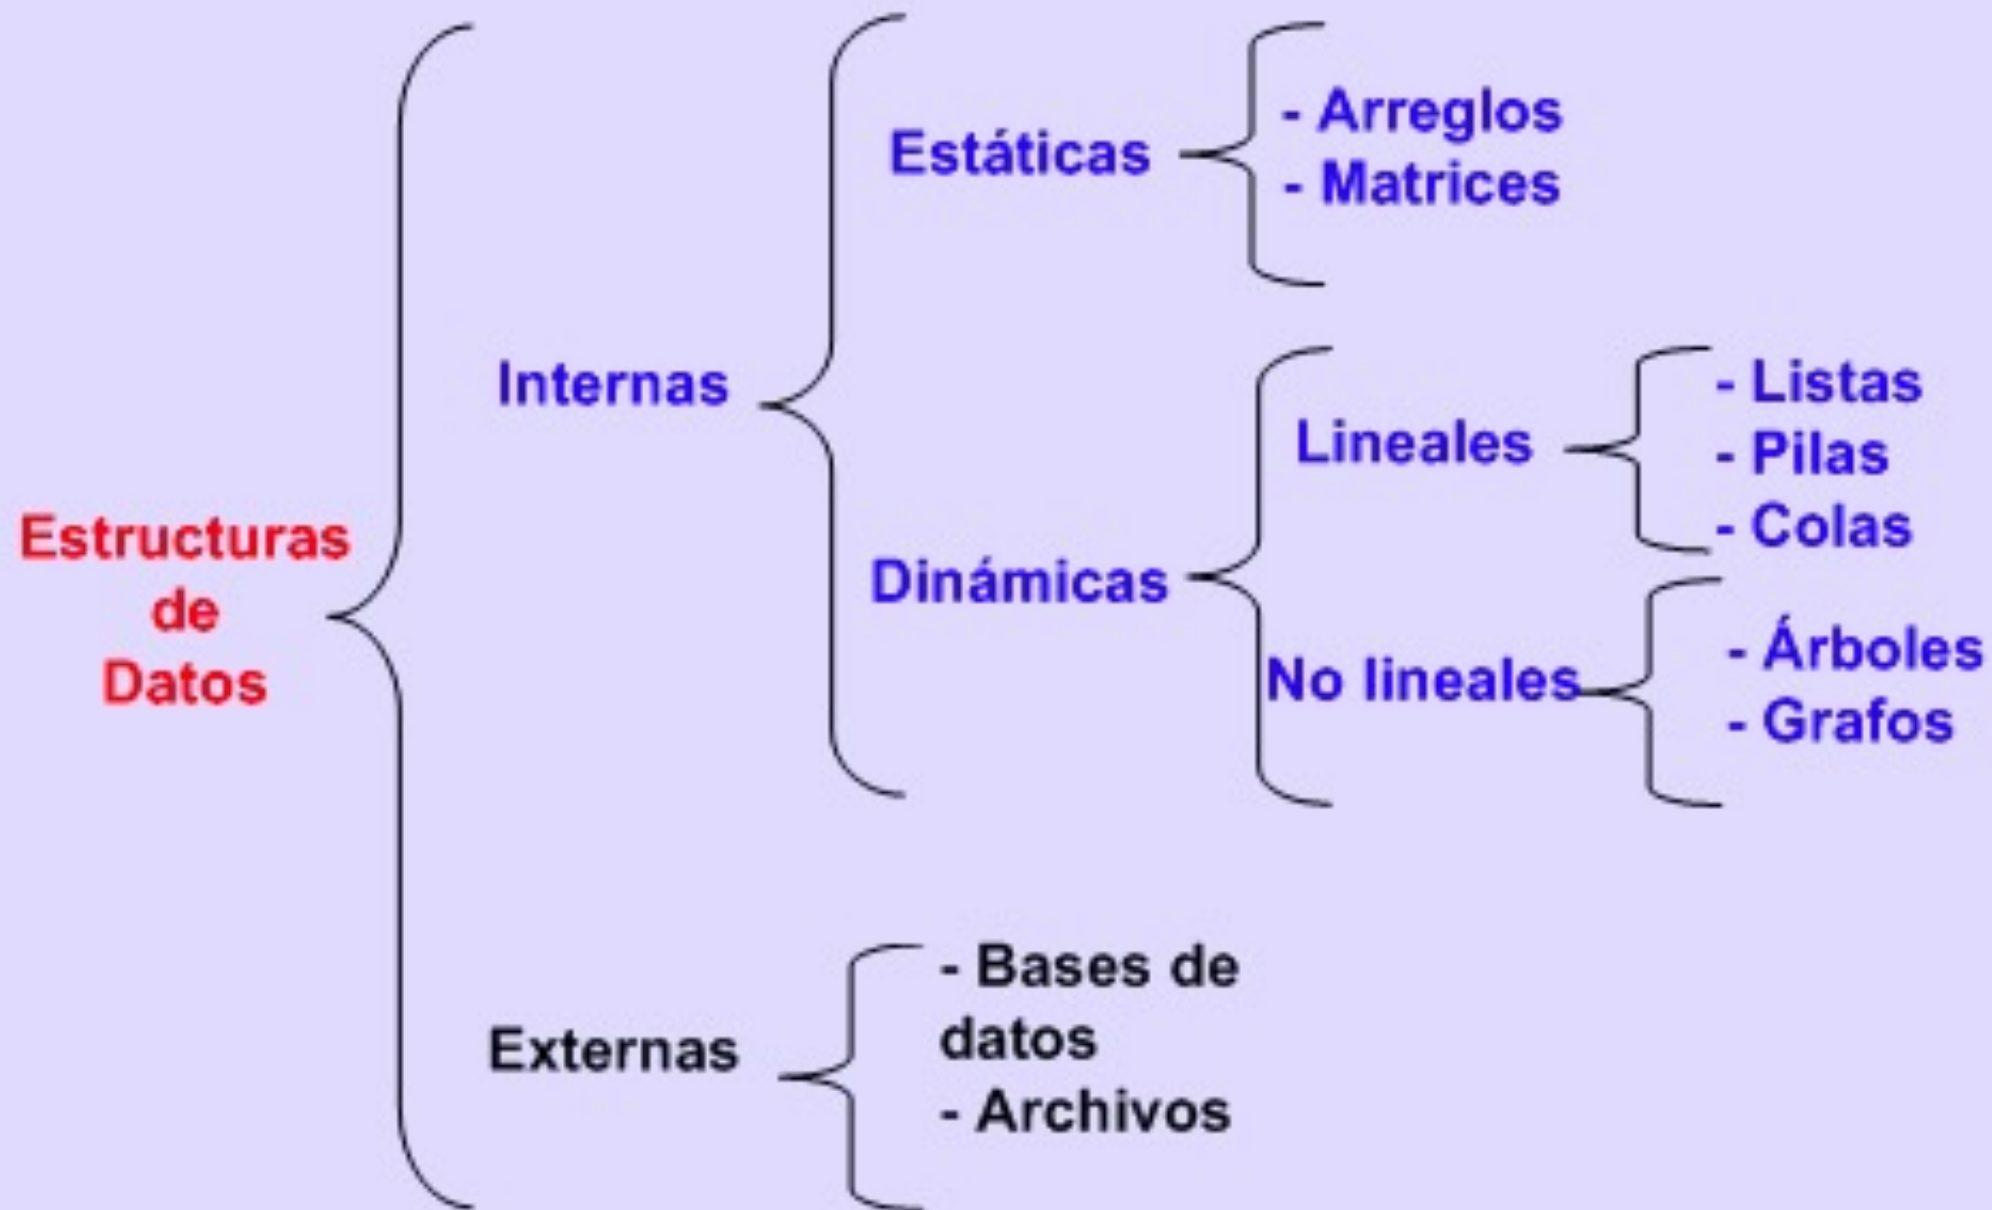 Estructuras
de
Datos
Internas
Estáticas
- Arreglos
- Matrices
Dinámicas
Lineales
- Listas
- Pilas
- Colas
No lineales
- Árboles
- Grafos
Externas
- Bases de
datos
- Archivos